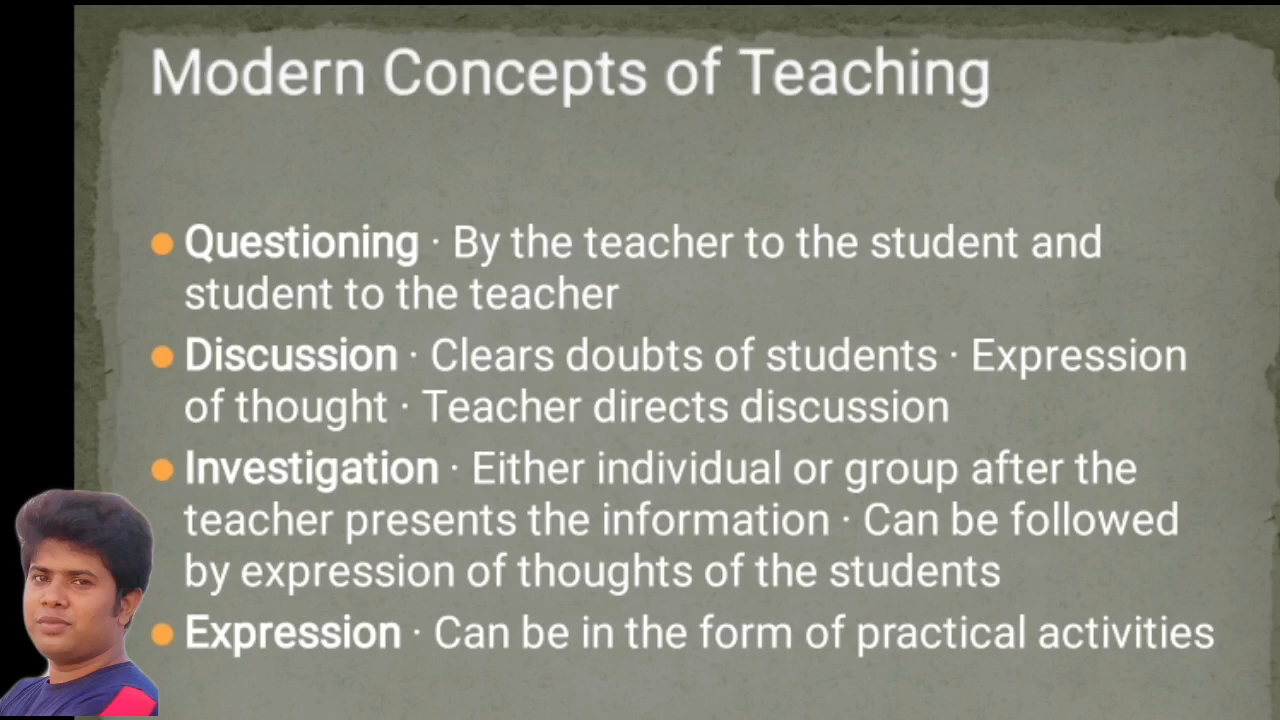 Modern Concepts of Teaching
Questioning · By the teacher to the student and
student to the teacher
Discussion · Clears doubts of students · Expression
of thought · Teacher directs discussion
Investigation · Either individual or group after the
teacher presents the information · Can be followed
by expression of thoughts of the students
Expression · Can be in the form of practical activities